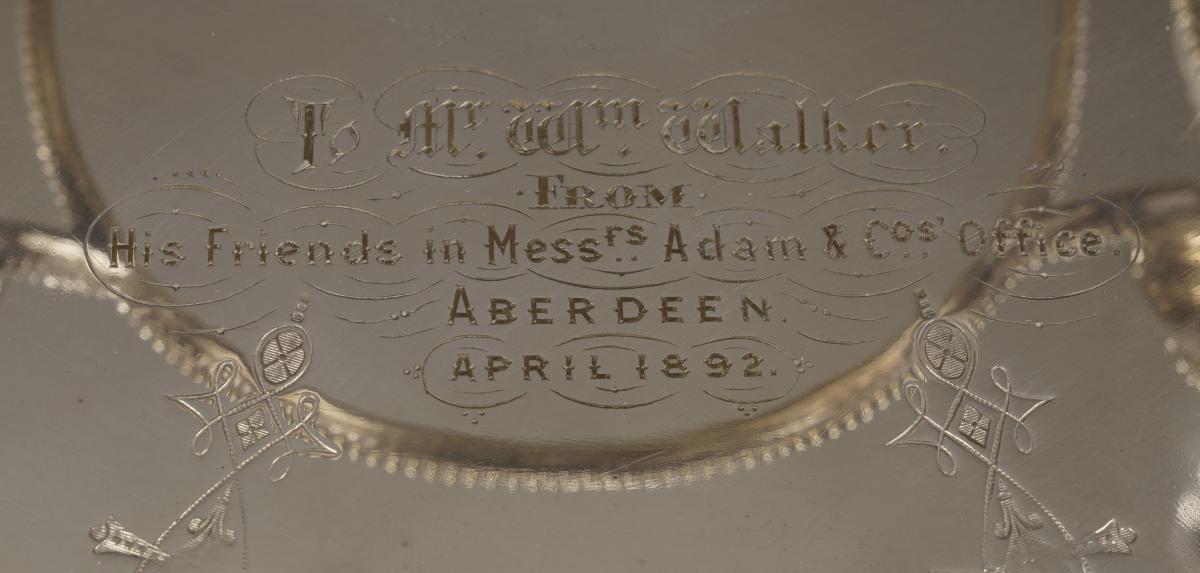 To Mr. Wm. Walker.
·FROM·
His Friends in Messrs. Adam & Cos' Office.
ABERDEEN.
APRIL 1892.